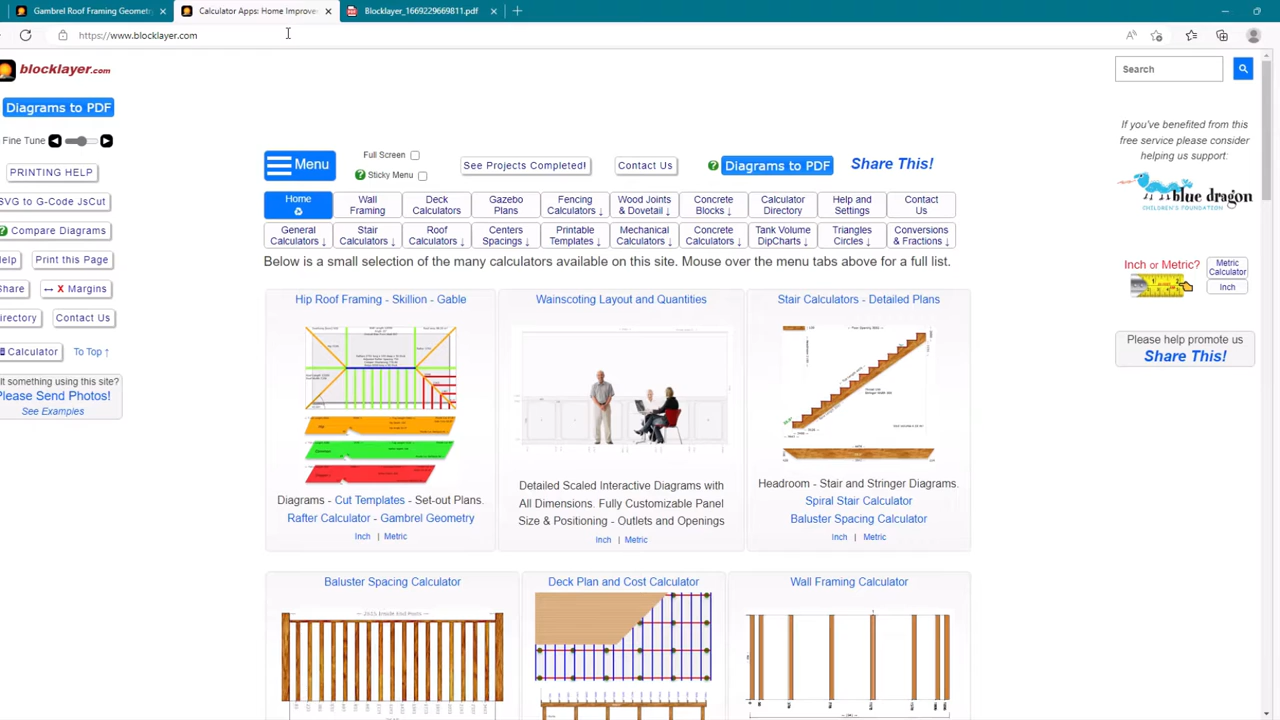 Gambrel Roof Framing Geometr
Calculator Apps: Home Improve
Blocklayer_1669229669811.pdf
https://www.blocklayer.com
blocklayer.com
Search
Diagrams to PDF
Fine Tune
PRINTING HELP
SVG to G-Code JsCut
Compare Diagrams
Help
Print this Page
Share
↔ X Margins
irectory
Contact Us
Calculator
To Top ↑
lt something using this site?
Please Send Photos!
See Examples
Menu
Full Screen
Sticky Menu
See Projects Completed!
Contact Us
Diagrams to PDF
Share This!
Home
Wall Framing
Deck Calculators
Gazebo Plans
Fencing Calculators ↓
Wood Joints & Dovetail ↓
Concrete Blocks ↓
Calculator Directory
Help and Settings
Contact Us
General Calculators ↓
Stair Calculators ↓
Roof Calculators ↓
Centers Spacings ↓
Printable Templates ↓
Mechanical Calculators ↓
Concrete Calculators ↓
Tank Volume DipCharts ↓
Triangles Circles ↓
Conversions & Fractions ↓
Below is a small selection of the many calculators available on this site. Mouse over the menu tabs above for a full list.
Hip Roof Framing - Skillion - Gable
Diagrams - Cut Templates - Set-out Plans.
Rafter Calculator - Gambrel Geometry
Inch | Metric
Wainscoting Layout and Quantities
Detailed Scaled Interactive Diagrams with
All Dimensions. Fully Customizable Panel
Size & Positioning - Outlets and Openings
Inch | Metric
Stair Calculators - Detailed Plans
Headroom - Stair and Stringer Diagrams.
Spiral Stair Calculator
Baluster Spacing Calculator
Inch | Metric
Baluster Spacing Calculator
Deck Plan and Cost Calculator
Wall Framing Calculator
If you've benefited from this
free service please consider
helping us support:
blue dragon
CHILDREN'S FOUNDATION
Inch or Metric?
Metric Calculator
Inch
Please help promote us
Share This!